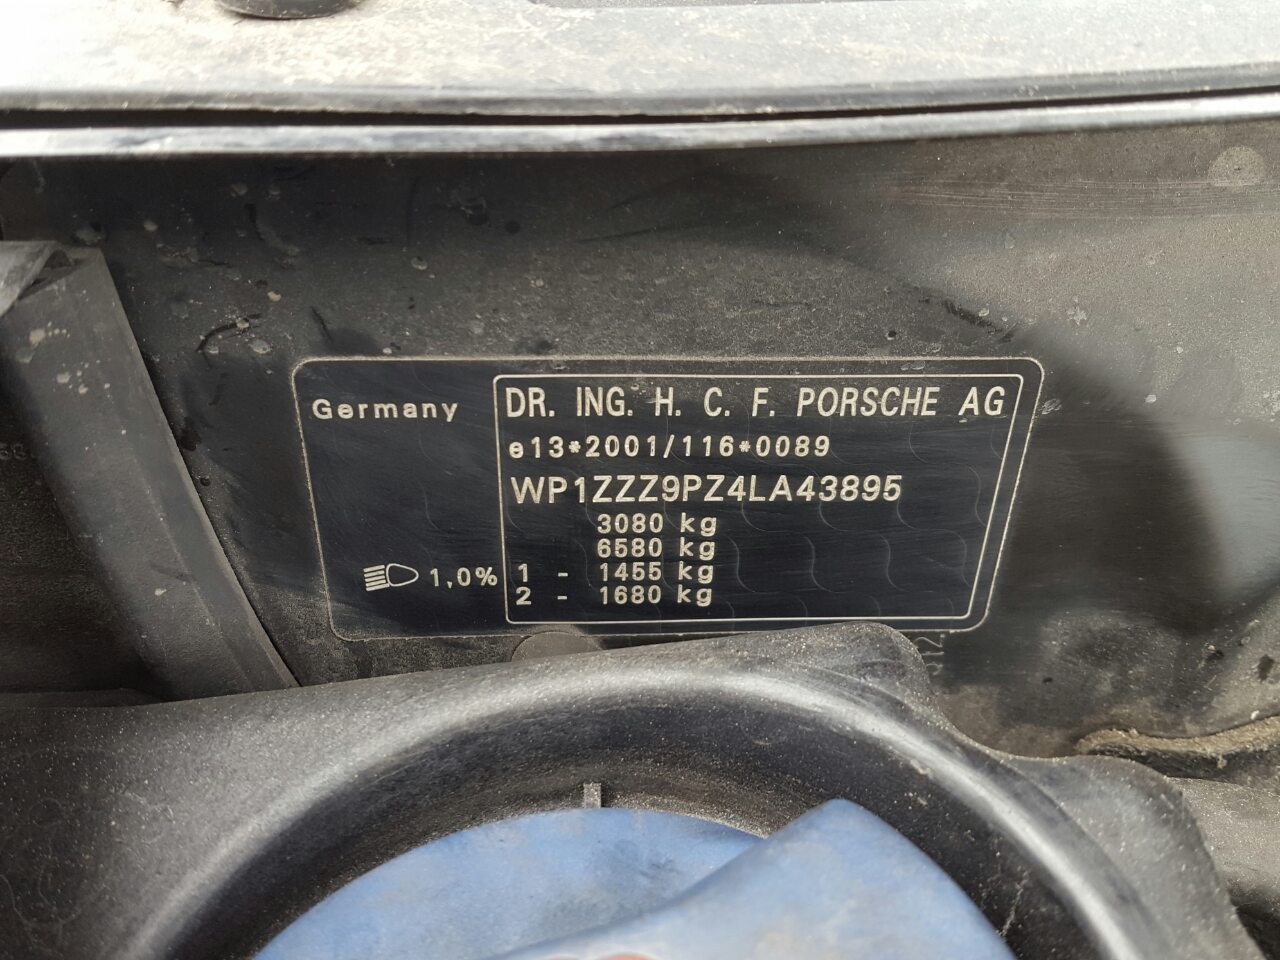 Germany
DR. ING. H. C. F. PORSCHE AG
e13*2001/116*0089
WP1ZZZ9PZ4LA43895
3080 kg
6580 kg
1,0% 1 - 1455 kg
2 - 1680 kg